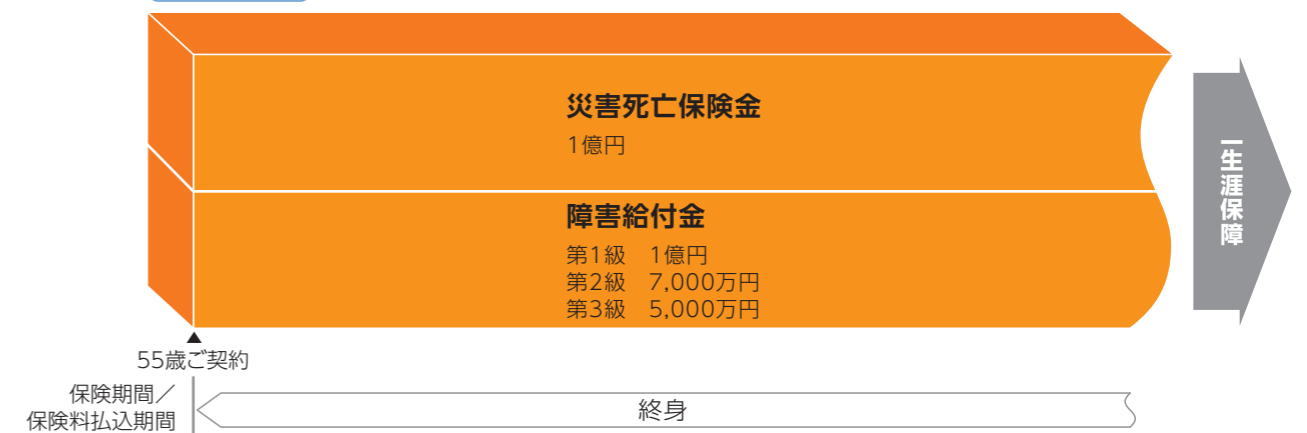 災害死亡保険金
1億円
障害給付金
第1級 1億円
第2級 7,000万円
第3級 5,000万円
一生涯保障
▲
55歳ご契約
保険期間/
保険料払込期間
終身